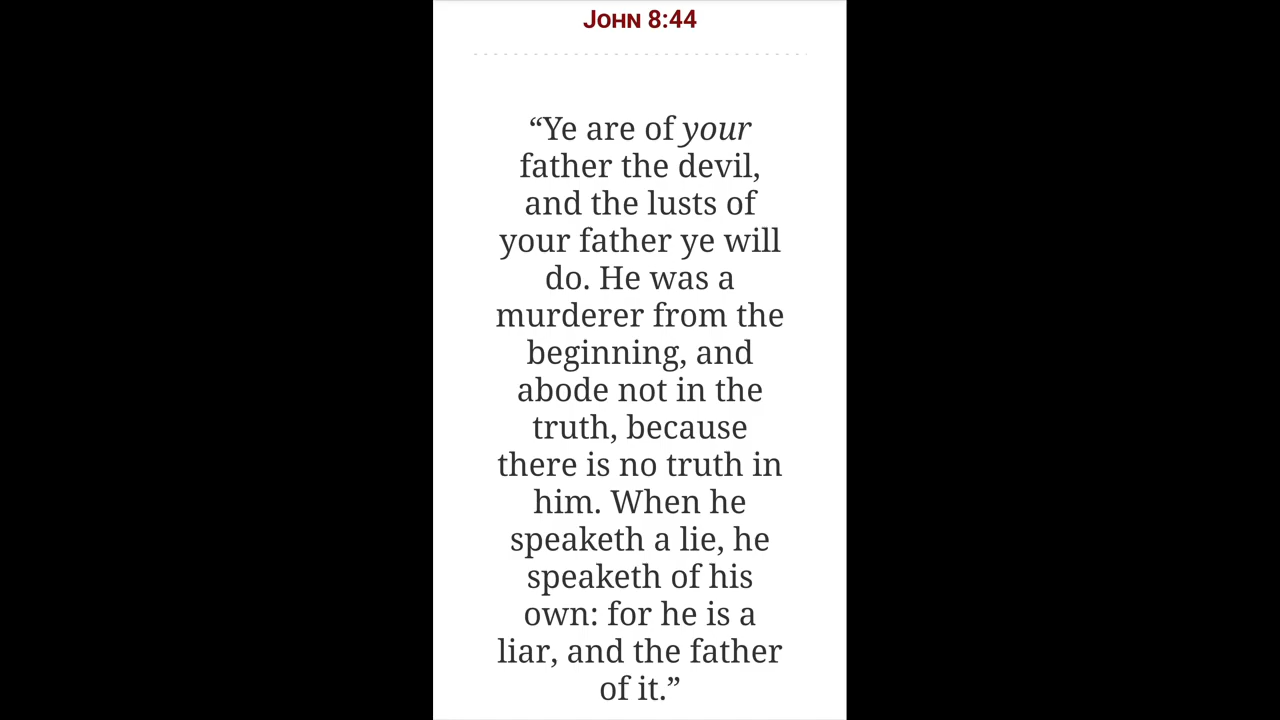 John 8:44
“Ye are of your
father the devil,
and the lusts of
your father ye will
do. He was a
murderer from the
beginning, and
abode not in the
truth, because
there is no truth in
him. When he
speaketh a lie, he
speaketh of his
own: for he is a
liar, and the father
of it.”